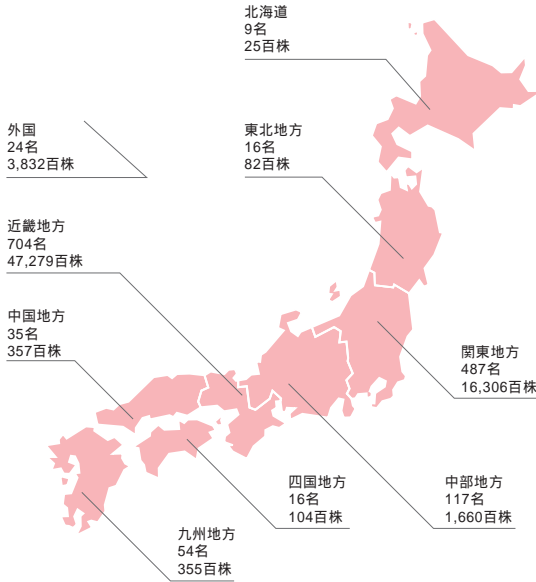 北海道
9名
25百株
外国
24名
3,832百株
東北地方
16名
82百株
近畿地方
704名
47,279百株
中国地方
35名
357百株
関東地方
487名
16,306百株
四国地方
16名
104百株
中部地方
117名
1,660百株
九州地方
54名
355百株